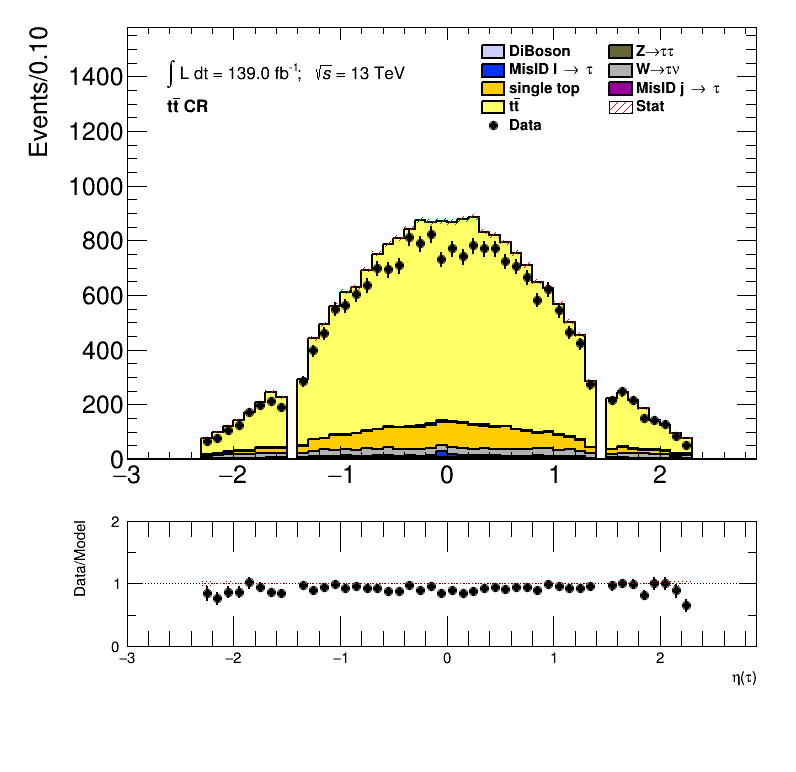 Events/0.10
1400
1200
1000
800
600
400
200
0
∫ L dt = 139.0 fb⁻¹; √s = 13 TeV
tt̄ CR
DiBoson
MisID l → τ
single top
tt̄
Data
Z→ττ
W→τν
MisID j → τ
Stat
−3 −2 −1 0 1 2
Data/Model
2
1
0
−3 −2 −1 0 1 2
η(τ)